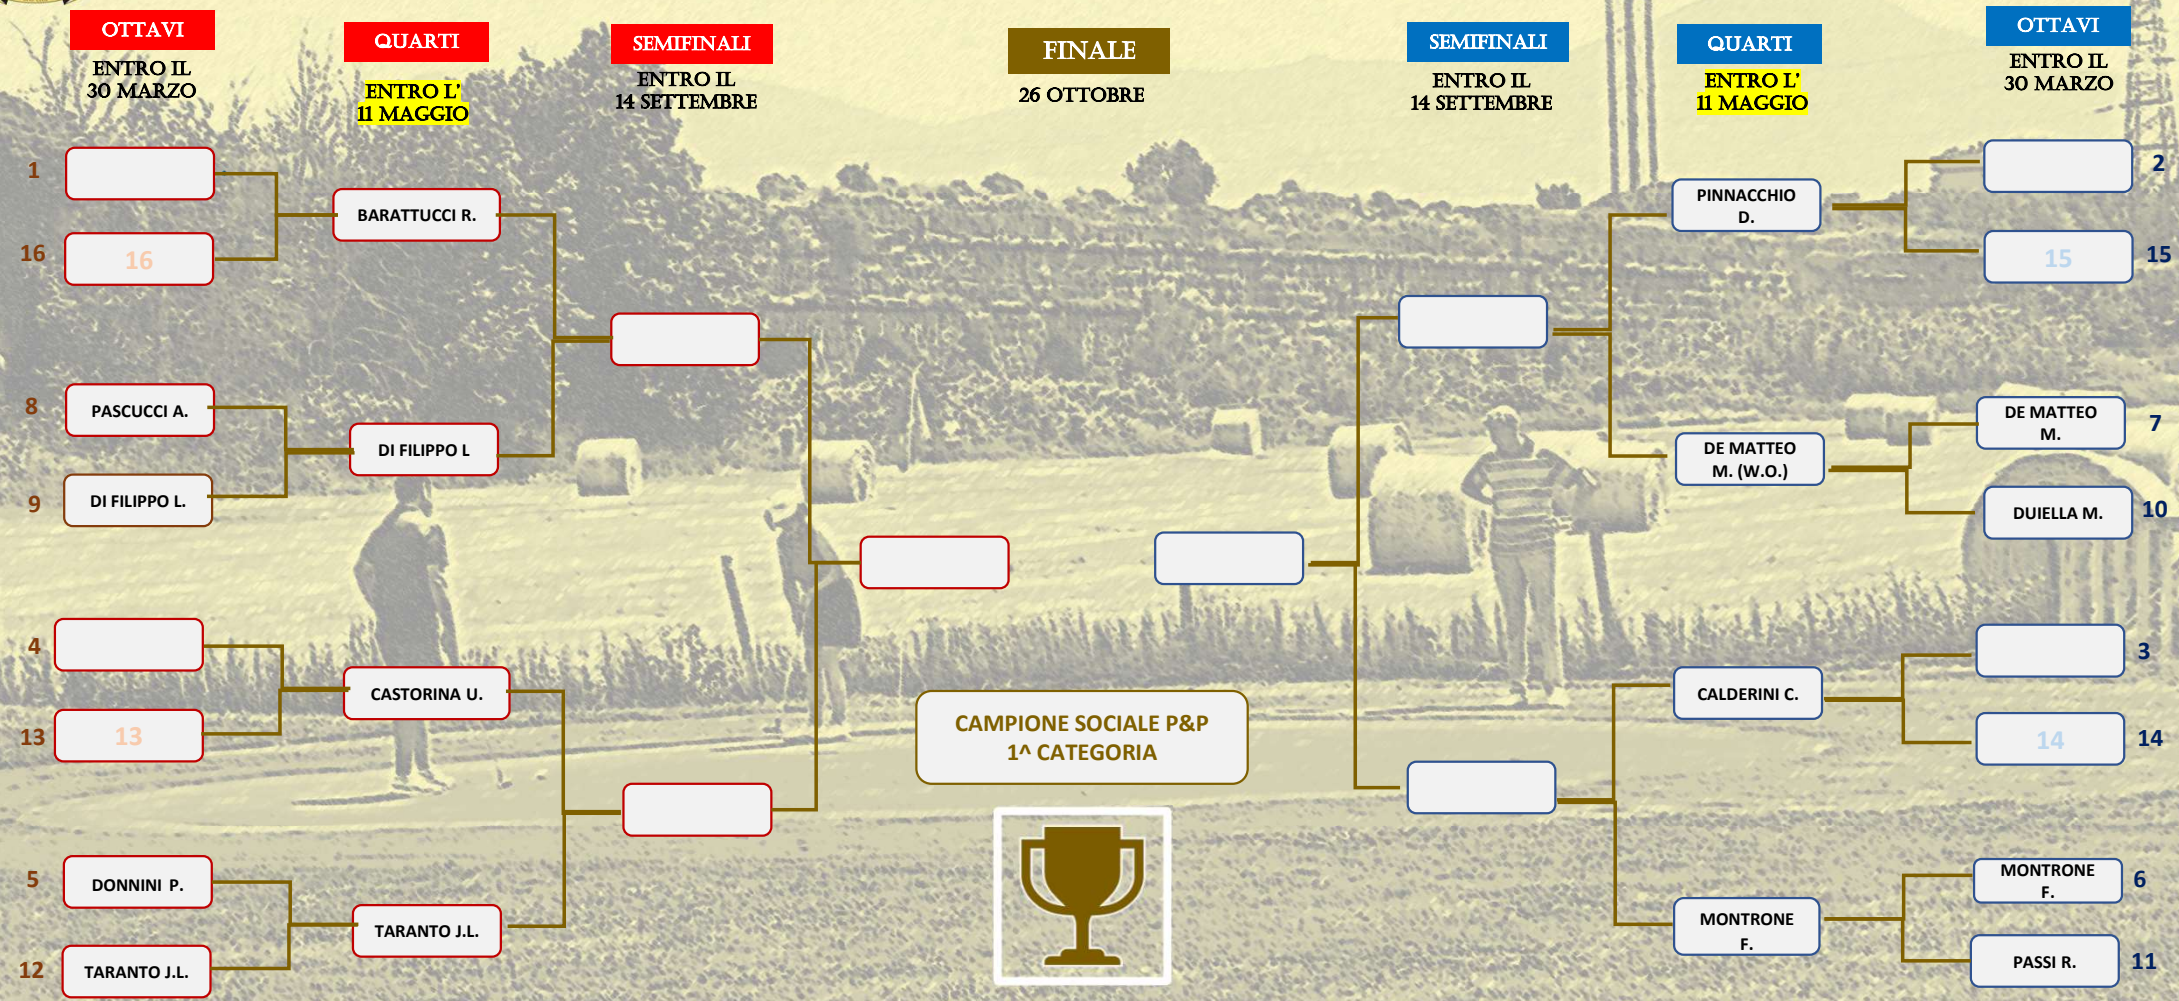 OTTAVI
ENTRO IL
30 MARZO
QUARTI
ENTRO L'
11 MAGGIO
SEMIFINALI
ENTRO IL
14 SETTEMBRE
FINALE
26 OTTOBRE
SEMIFINALI
ENTRO IL
14 SETTEMBRE
QUARTI
ENTRO L'
11 MAGGIO
OTTAVI
ENTRO IL
30 MARZO
1
16
16
8
PASCUCCI A.
9
DI FILIPPO L.
4
13
13
5
DONNINI P.
12
TARANTO J.L.
BARATTUCCI R.
DI FILIPPO L
CASTORINA U.
TARANTO J.L.
CAMPIONE SOCIALE P&P
1^ CATEGORIA
PINNACCHIO
D.
DE MATTEO
M. (W.O.)
CALDERINI C.
MONTRONE
F.
2
15
15
DE MATTEO
M.
7
DUIELLA M.
10
3
14
14
MONTRONE
F.
6
PASSI R.
11